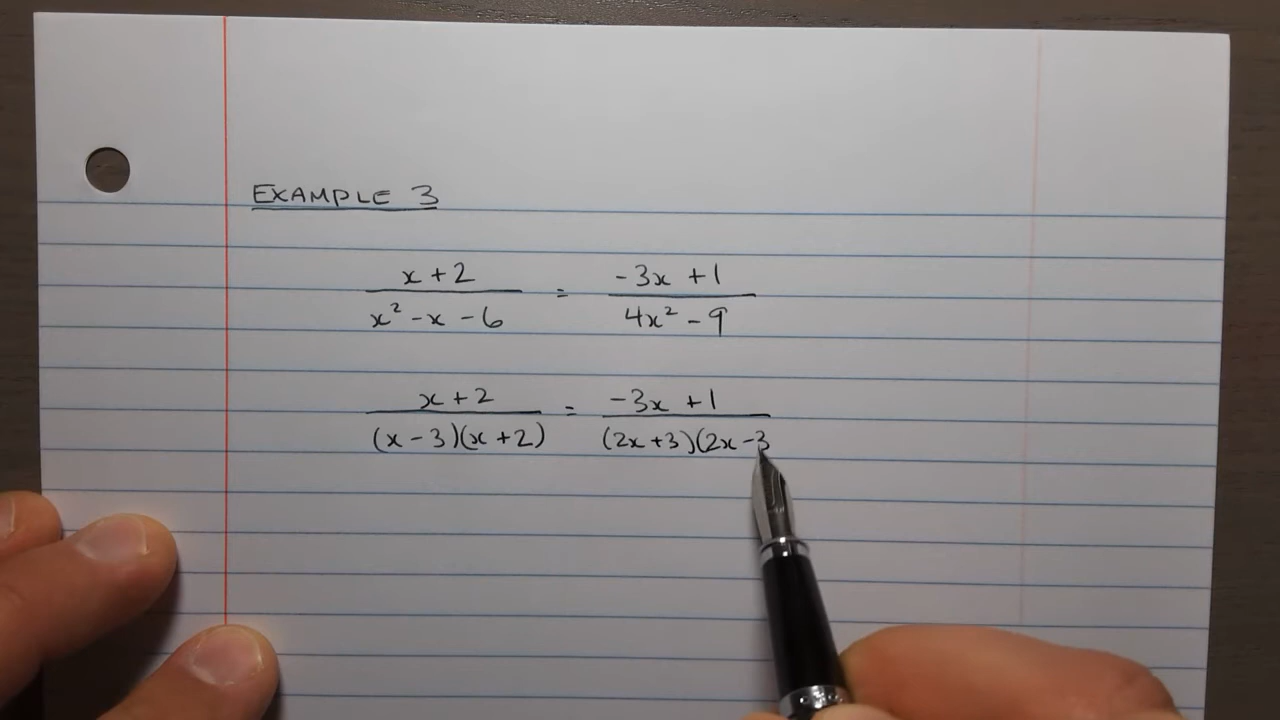 EXAMPLE 3
x + 2 / x² - x - 6 = -3x + 1 / 4x² - 9
x + 2 / (x - 3)(x + 2) = -3x + 1 / (2x + 3)(2x - 3